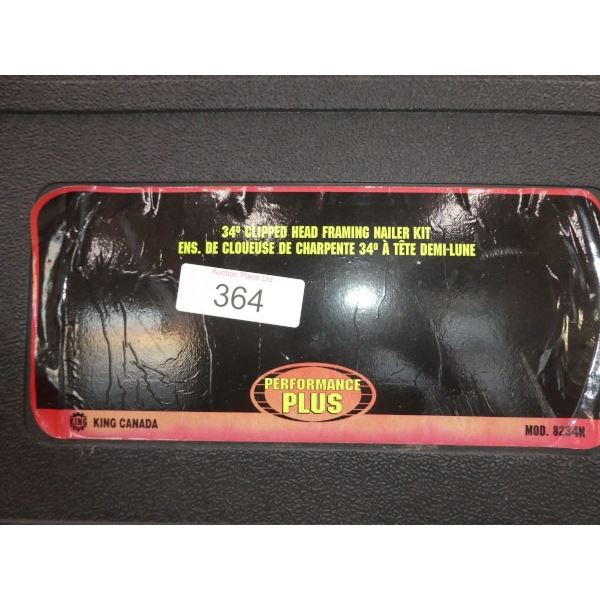 34º CLIPPED HEAD FRAMING NAILER KIT
ENS. DE CLOUEUSE DE CHARPENTE 34º À TÊTE DEMI-LUNE
Auction Place Ltd
364
PERFORMANCE
PLUS
KING KING CANADA
MOD. 8234N